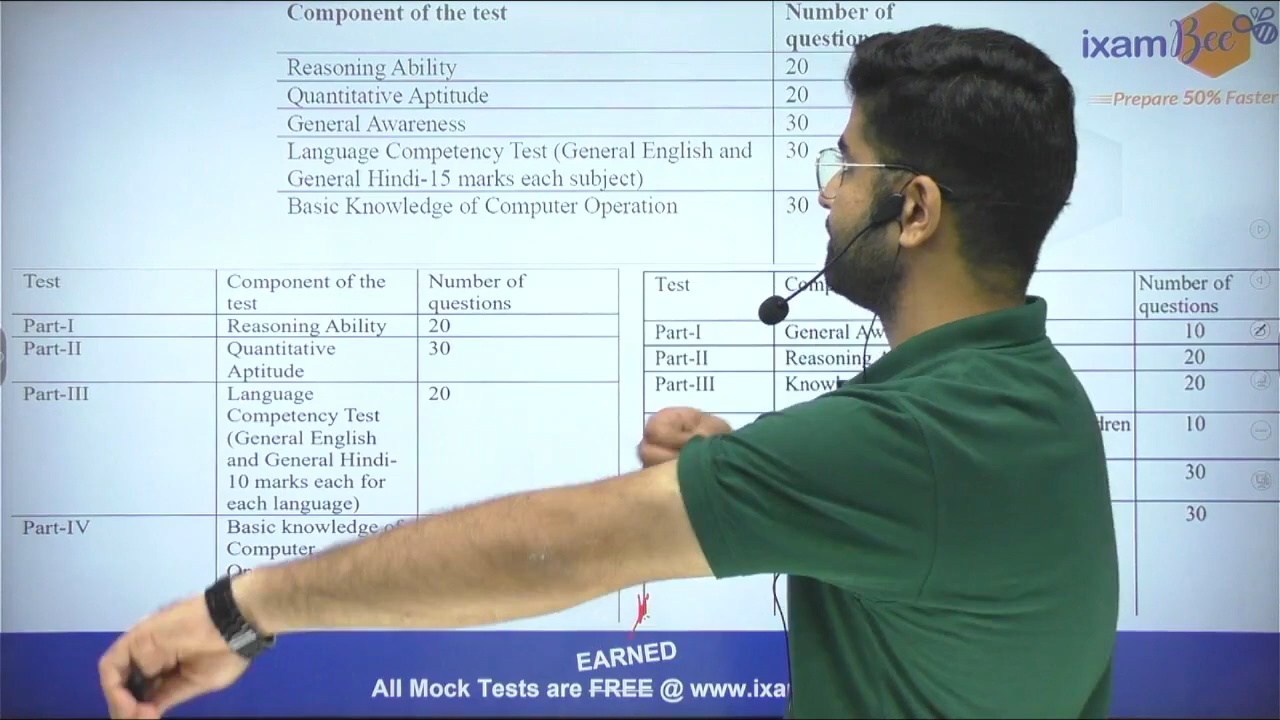 Component of the test
Number of
Reasoning Ability
20
Quantitative Aptitude
20
General Awareness
30
Language Competency Test (General English and
General Hindi-15 marks each subject)
30
Basic Knowledge of Computer Operation
30
ixamBee
Prepare 50% Faster
Test
Component of the
test
Number of
questions
Part-I
Reasoning Ability
20
Part-II
Quantitative
Aptitude
30
Part-III
Language
Competency Test
(General English
and General Hindi-
10 marks each for
each language)
20
Part-IV
Basic knowledge of
Computer
Test
Number of
questions
Part-I
General
10
Part-II
Reasoning
20
Part-III
20
10
30
30
EARNED
All Mock Tests are FREE @